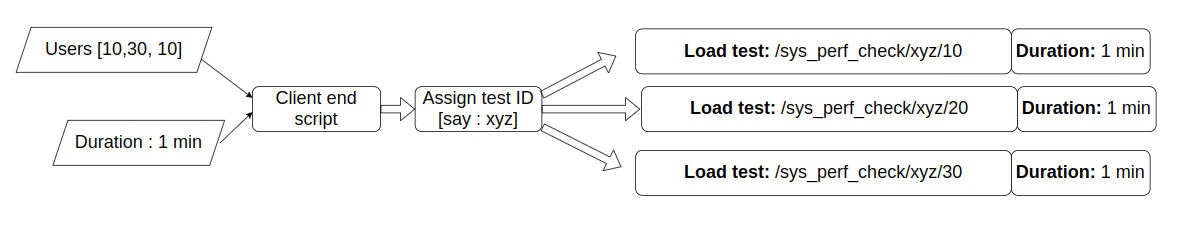 Users [10,30, 10]
Duration : 1 min
Client end
script
Assign test ID
[say : xyz]
Load test: /sys_perf_check/xyz/10
Duration: 1 min
Load test: /sys_perf_check/xyz/20
Duration: 1 min
Load test: /sys_perf_check/xyz/30
Duration: 1 min